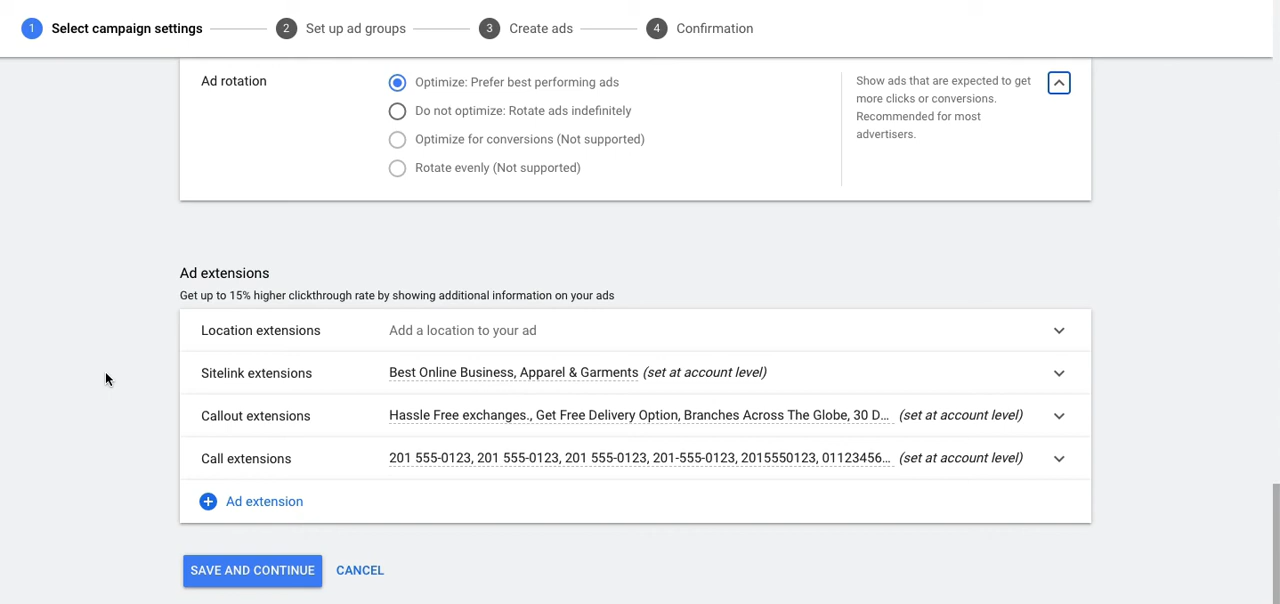 1 Select campaign settings 2 Set up ad groups 3 Create ads 4 Confirmation
Ad rotation
Optimize: Prefer best performing ads
Do not optimize: Rotate ads indefinitely
Optimize for conversions (Not supported)
Rotate evenly (Not supported)
Show ads that are expected to get
more clicks or conversions.
Recommended for most
advertisers.
Ad extensions
Get up to 15% higher clickthrough rate by showing additional information on your ads
Location extensions Add a location to your ad
Sitelink extensions Best Online Business, Apparel & Garments (set at account level)
Callout extensions Hassle Free exchanges., Get Free Delivery Option, Branches Across The Globe, 30 D... (set at account level)
Call extensions 201 555-0123, 201 555-0123, 201 555-0123, 201-555-0123, 2015550123, 01123456... (set at account level)
Ad extension
SAVE AND CONTINUE CANCEL